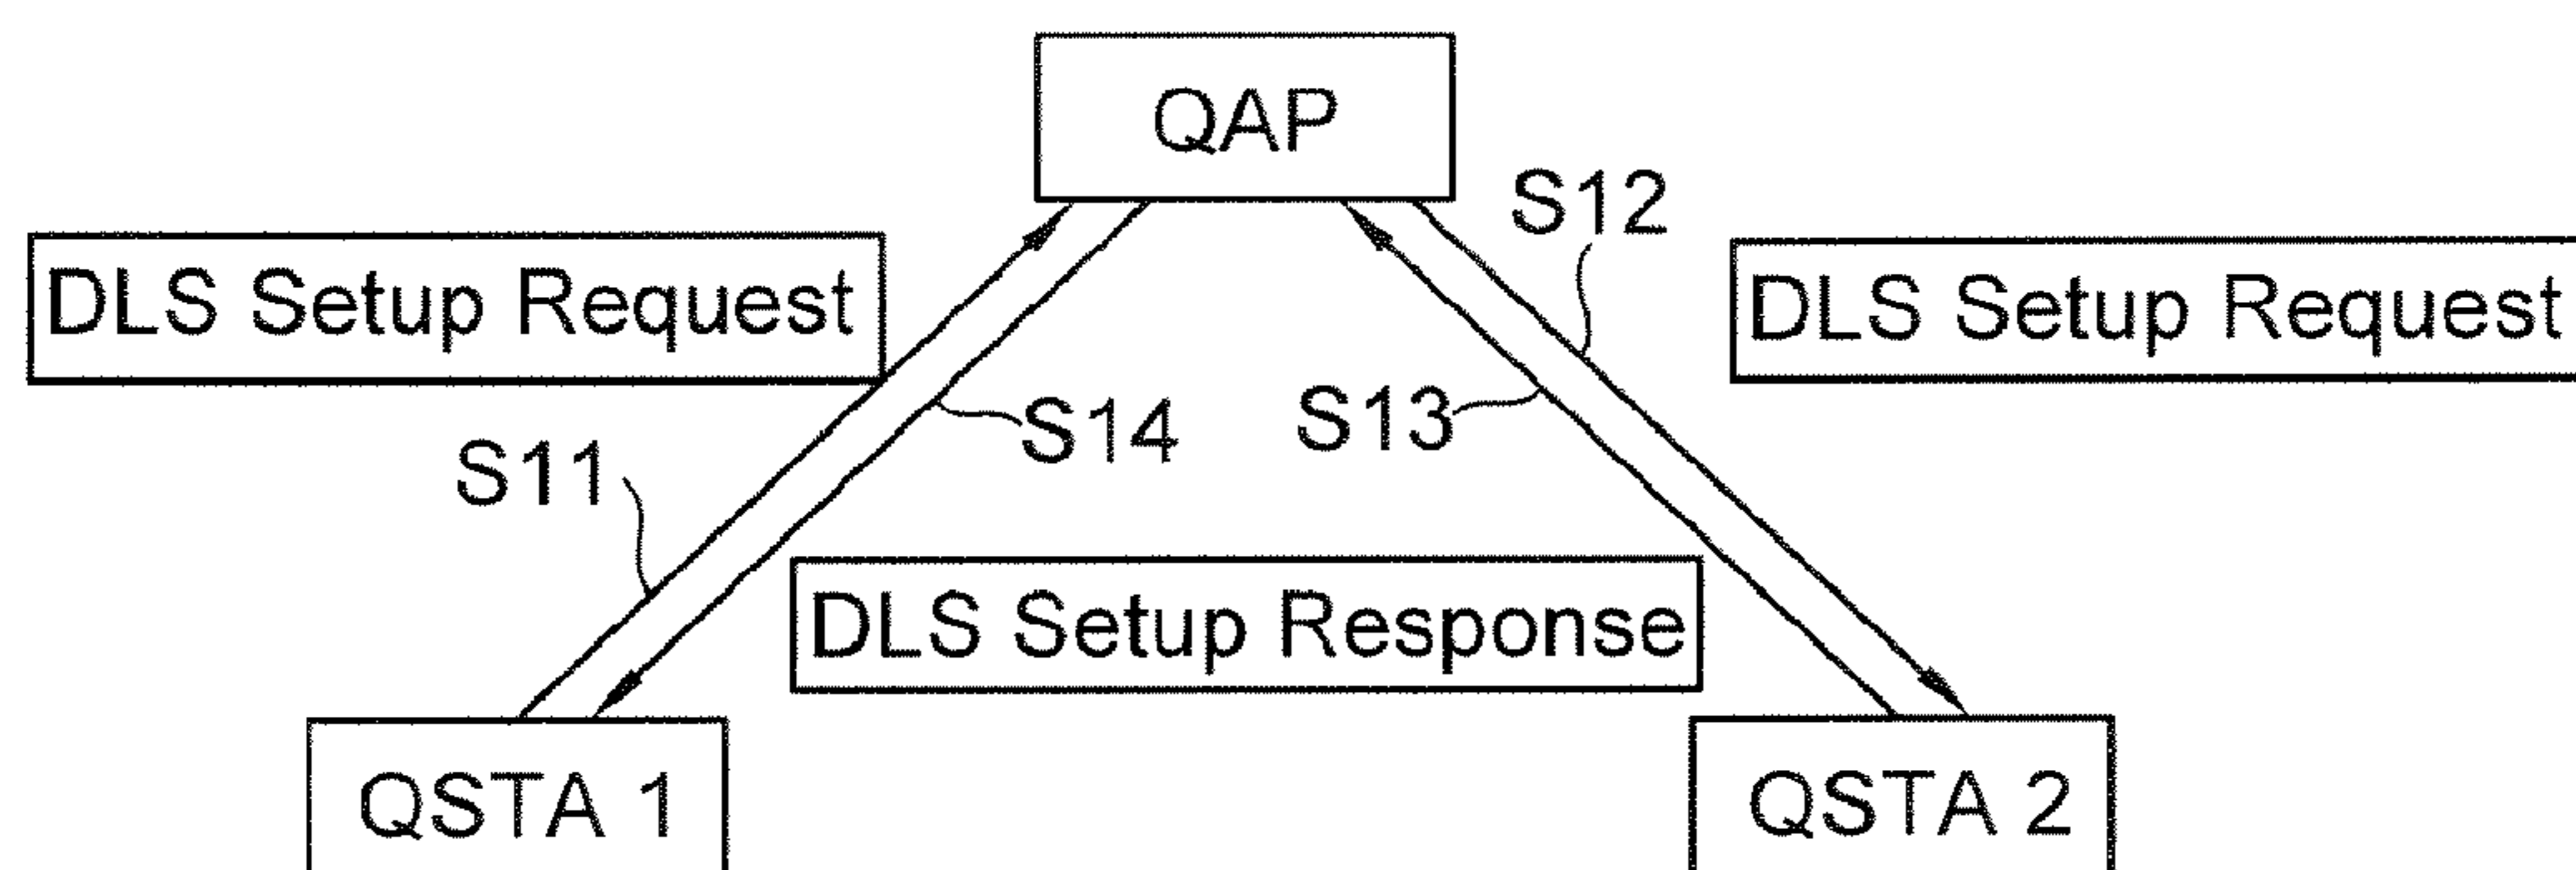 QAP
S12
DLS Setup Request
DLS Setup Request
S11
S14
S13
DLS Setup Response
QSTA 1
QSTA 2